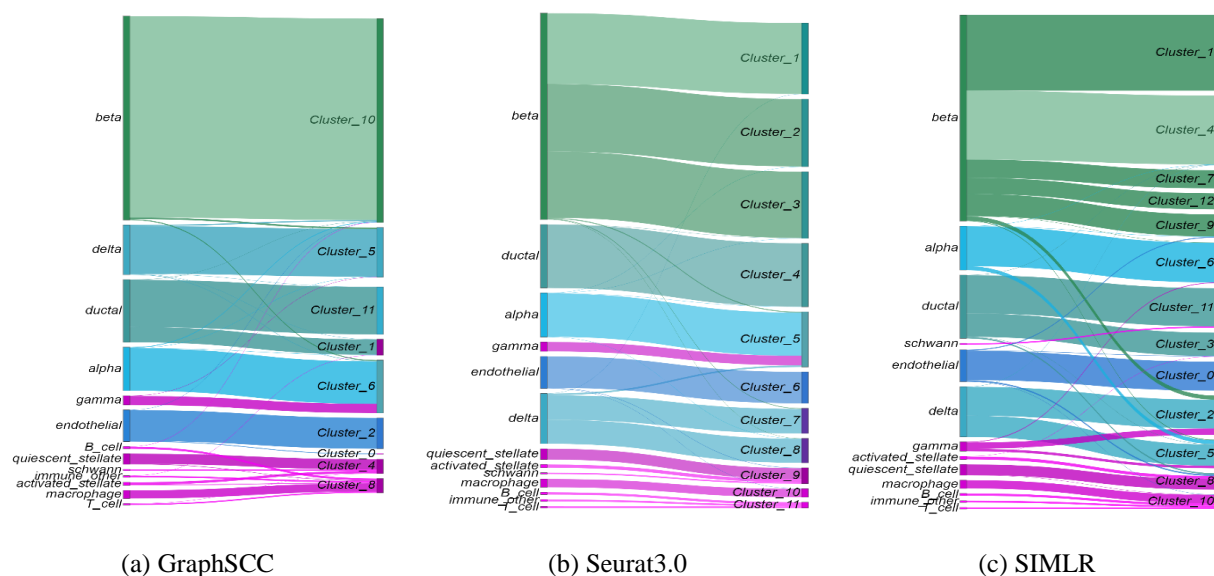 beta
Cluster_10
delta
Cluster_5
ductal
Cluster_11
Cluster_1
alpha
Cluster_6
gamma
endothelial
Cluster_2
B_cell
Cluster_0
quiescent_stellate
Cluster_4
schwann
immune_other
activated_stellate
Cluster_8
macrophage
T_cell
(a) GraphSCC
beta
Cluster_1
Cluster_2
Cluster_3
ductal
Cluster_4
alpha
Cluster_5
gamma
endothelial
Cluster_6
delta
Cluster_7
Cluster_8
quiescent_stellate
activated_stellate
schwann
Cluster_9
macrophage
B_cell
Cluster_10
immune_other
Cluster_11
T_cell
(b) Seurat3.0
beta
Cluster_1
Cluster_4
Cluster_7
Cluster_12
Cluster_9
alpha
Cluster_6
ductal
Cluster_11
schwann
Cluster_3
endothelial
Cluster_0
delta
Cluster_2
gamma
Cluster_5
activated_stellate
quiescent_stellate
Cluster_8
macrophage
B_cell
Cluster_10
immune_other
T_cell
(c) SIMLR